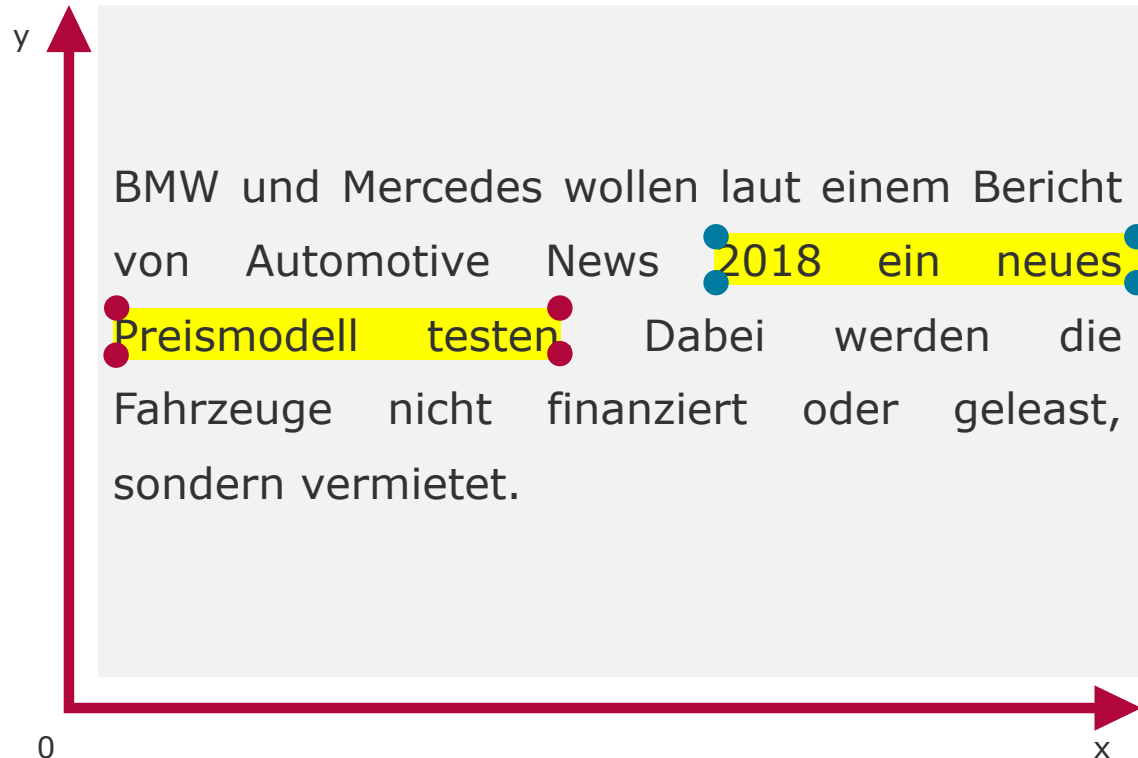 y
BMW und Mercedes wollen laut einem Bericht
von Automotive News 2018 ein neues
Preismodell testen Dabei werden die
Fahrzeuge nicht finanziert oder geleast,
sondern vermietet.
0 x